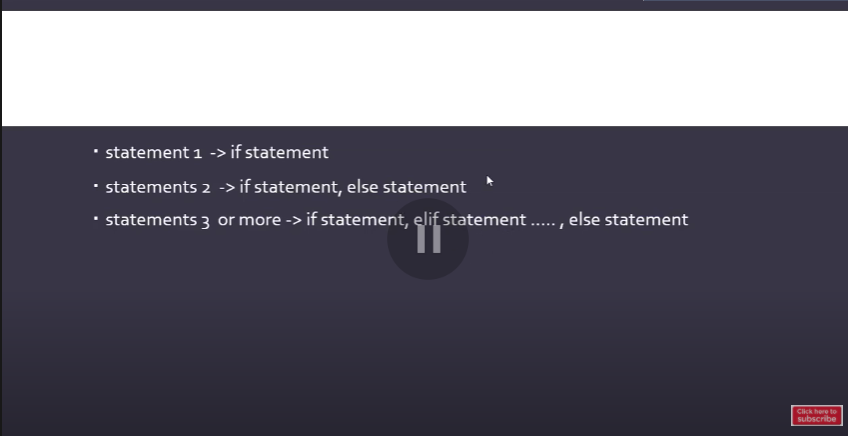 ▪ statement 1 -> if statement
▪ statements 2 -> if statement, else statement
▪ statements 3 or more -> if statement, elif statement ..... , else statement
Click here to
subscribe